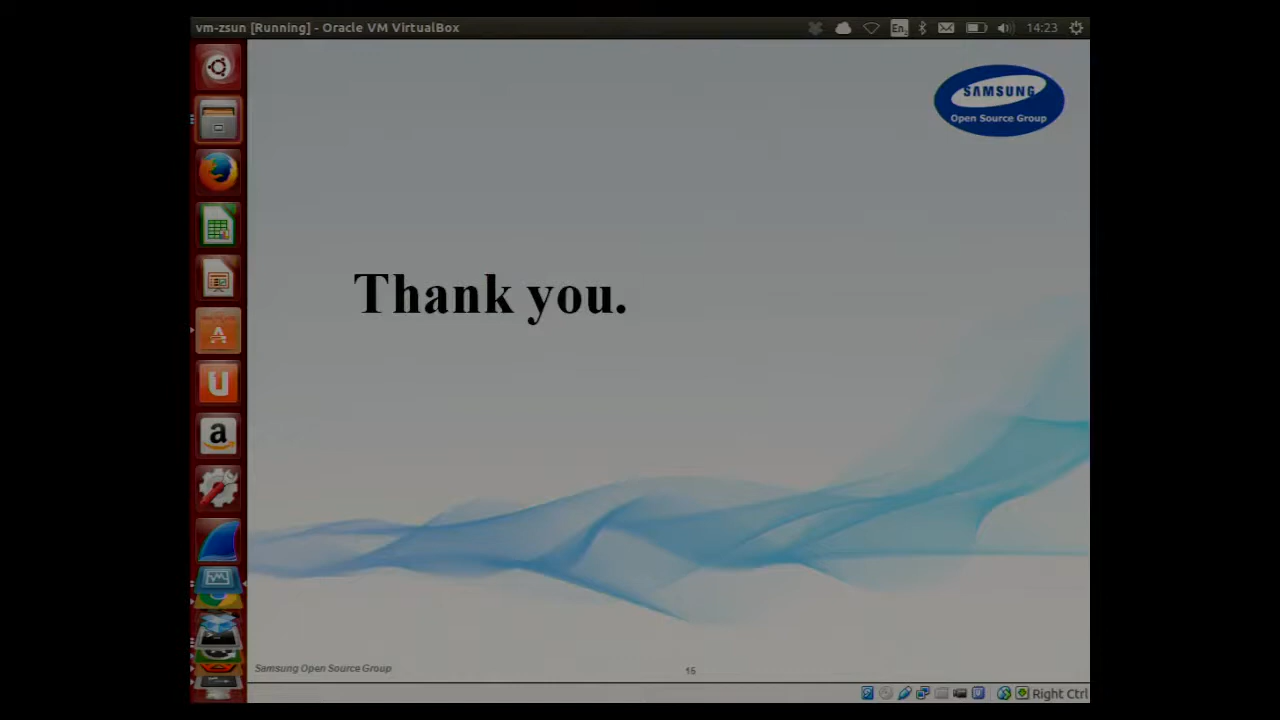 vm-zsun [Running] - Oracle VM VirtualBox
En
14:23
SAMSUNG
Open Source Group
Thank you.
Samsung Open Source Group
15
Right Ctrl